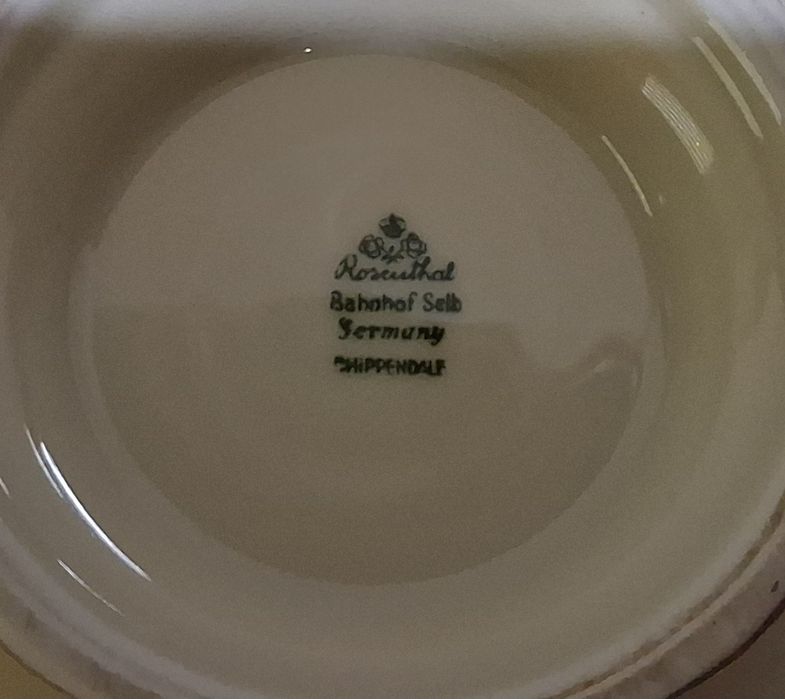 Rosenthal
Bahnhof Selb
Germany
CHIPPENDALE